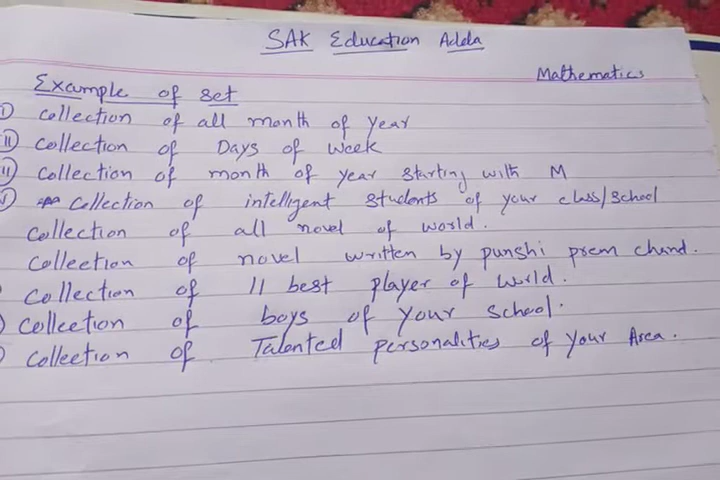 SAK Education Adda
Mathematics
Example of set
i) Collection of all month of year
ii) Collection of Days of Week
Collection of month of year starting with M
Collection of intelligent students of your class/School
Collection of all novel of world.
Collection of novel written by punshi prem chand.
Collection of 11 best player of world.
Collection of boys of your school.
Collection of Talented personalities of your Area.